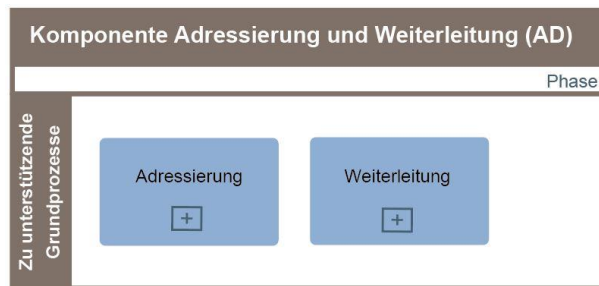 Komponente Adressierung und Weiterleitung (AD)
Phase
Zu unterstützende
Grundprozesse
Adressierung
Weiterleitung
+
+